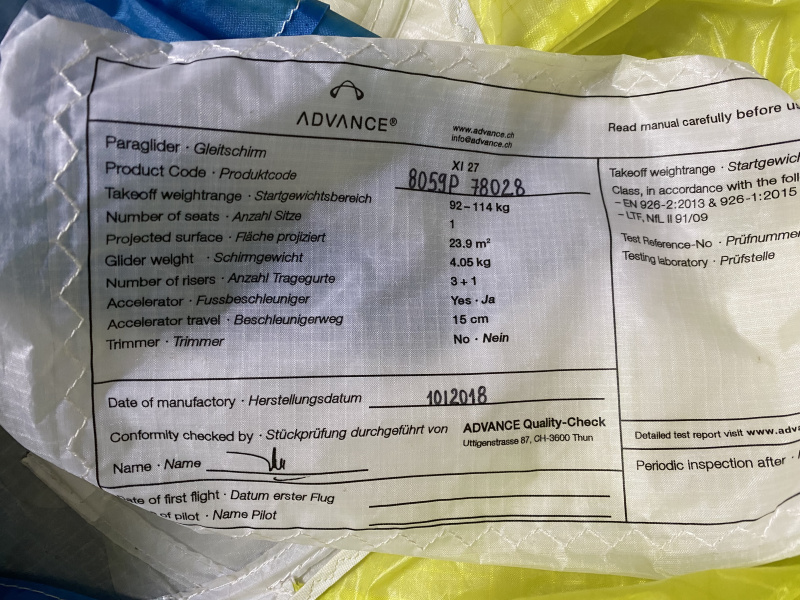 ADVANCE®
www.advance.ch
info@advance.ch
Read manual carefully before
Paraglider · Gleitschirm XI 27
Product Code · Produktcode 8059P 78028
Takeoff weightrange · Startgewichtsbereich 92–114 kg
Number of seats · Anzahl Sitze 1
Projected surface · Fläche projiziert 23.9 m²
Glider weight · Schirmgewicht 4.05 kg
Number of risers · Anzahl Tragegurte 3 + 1
Accelerator · Fussbeschleuniger Yes · Ja
Accelerator travel · Beschleunigerweg 15 cm
Trimmer · Trimmer No · Nein
Takeoff weightrange · Startgewich
Class, in accordance with the foll
– EN 926-2:2013 & 926-1:2015
– LTF, NfL II 91/09
Test Reference-No · Prüfnummer
Testing laboratory · Prüfstelle
Date of manufactory · Herstellungsdatum 10|2018
Conformity checked by · Stückprüfung durchgeführt von ADVANCE Quality-Check
Uttigenstrasse 87, CH-3600 Thun
Name · Name
Detailed test report visit www.adva
Periodic inspection after ·
ate of first flight · Datum erster Flug
of pilot · Name Pilot